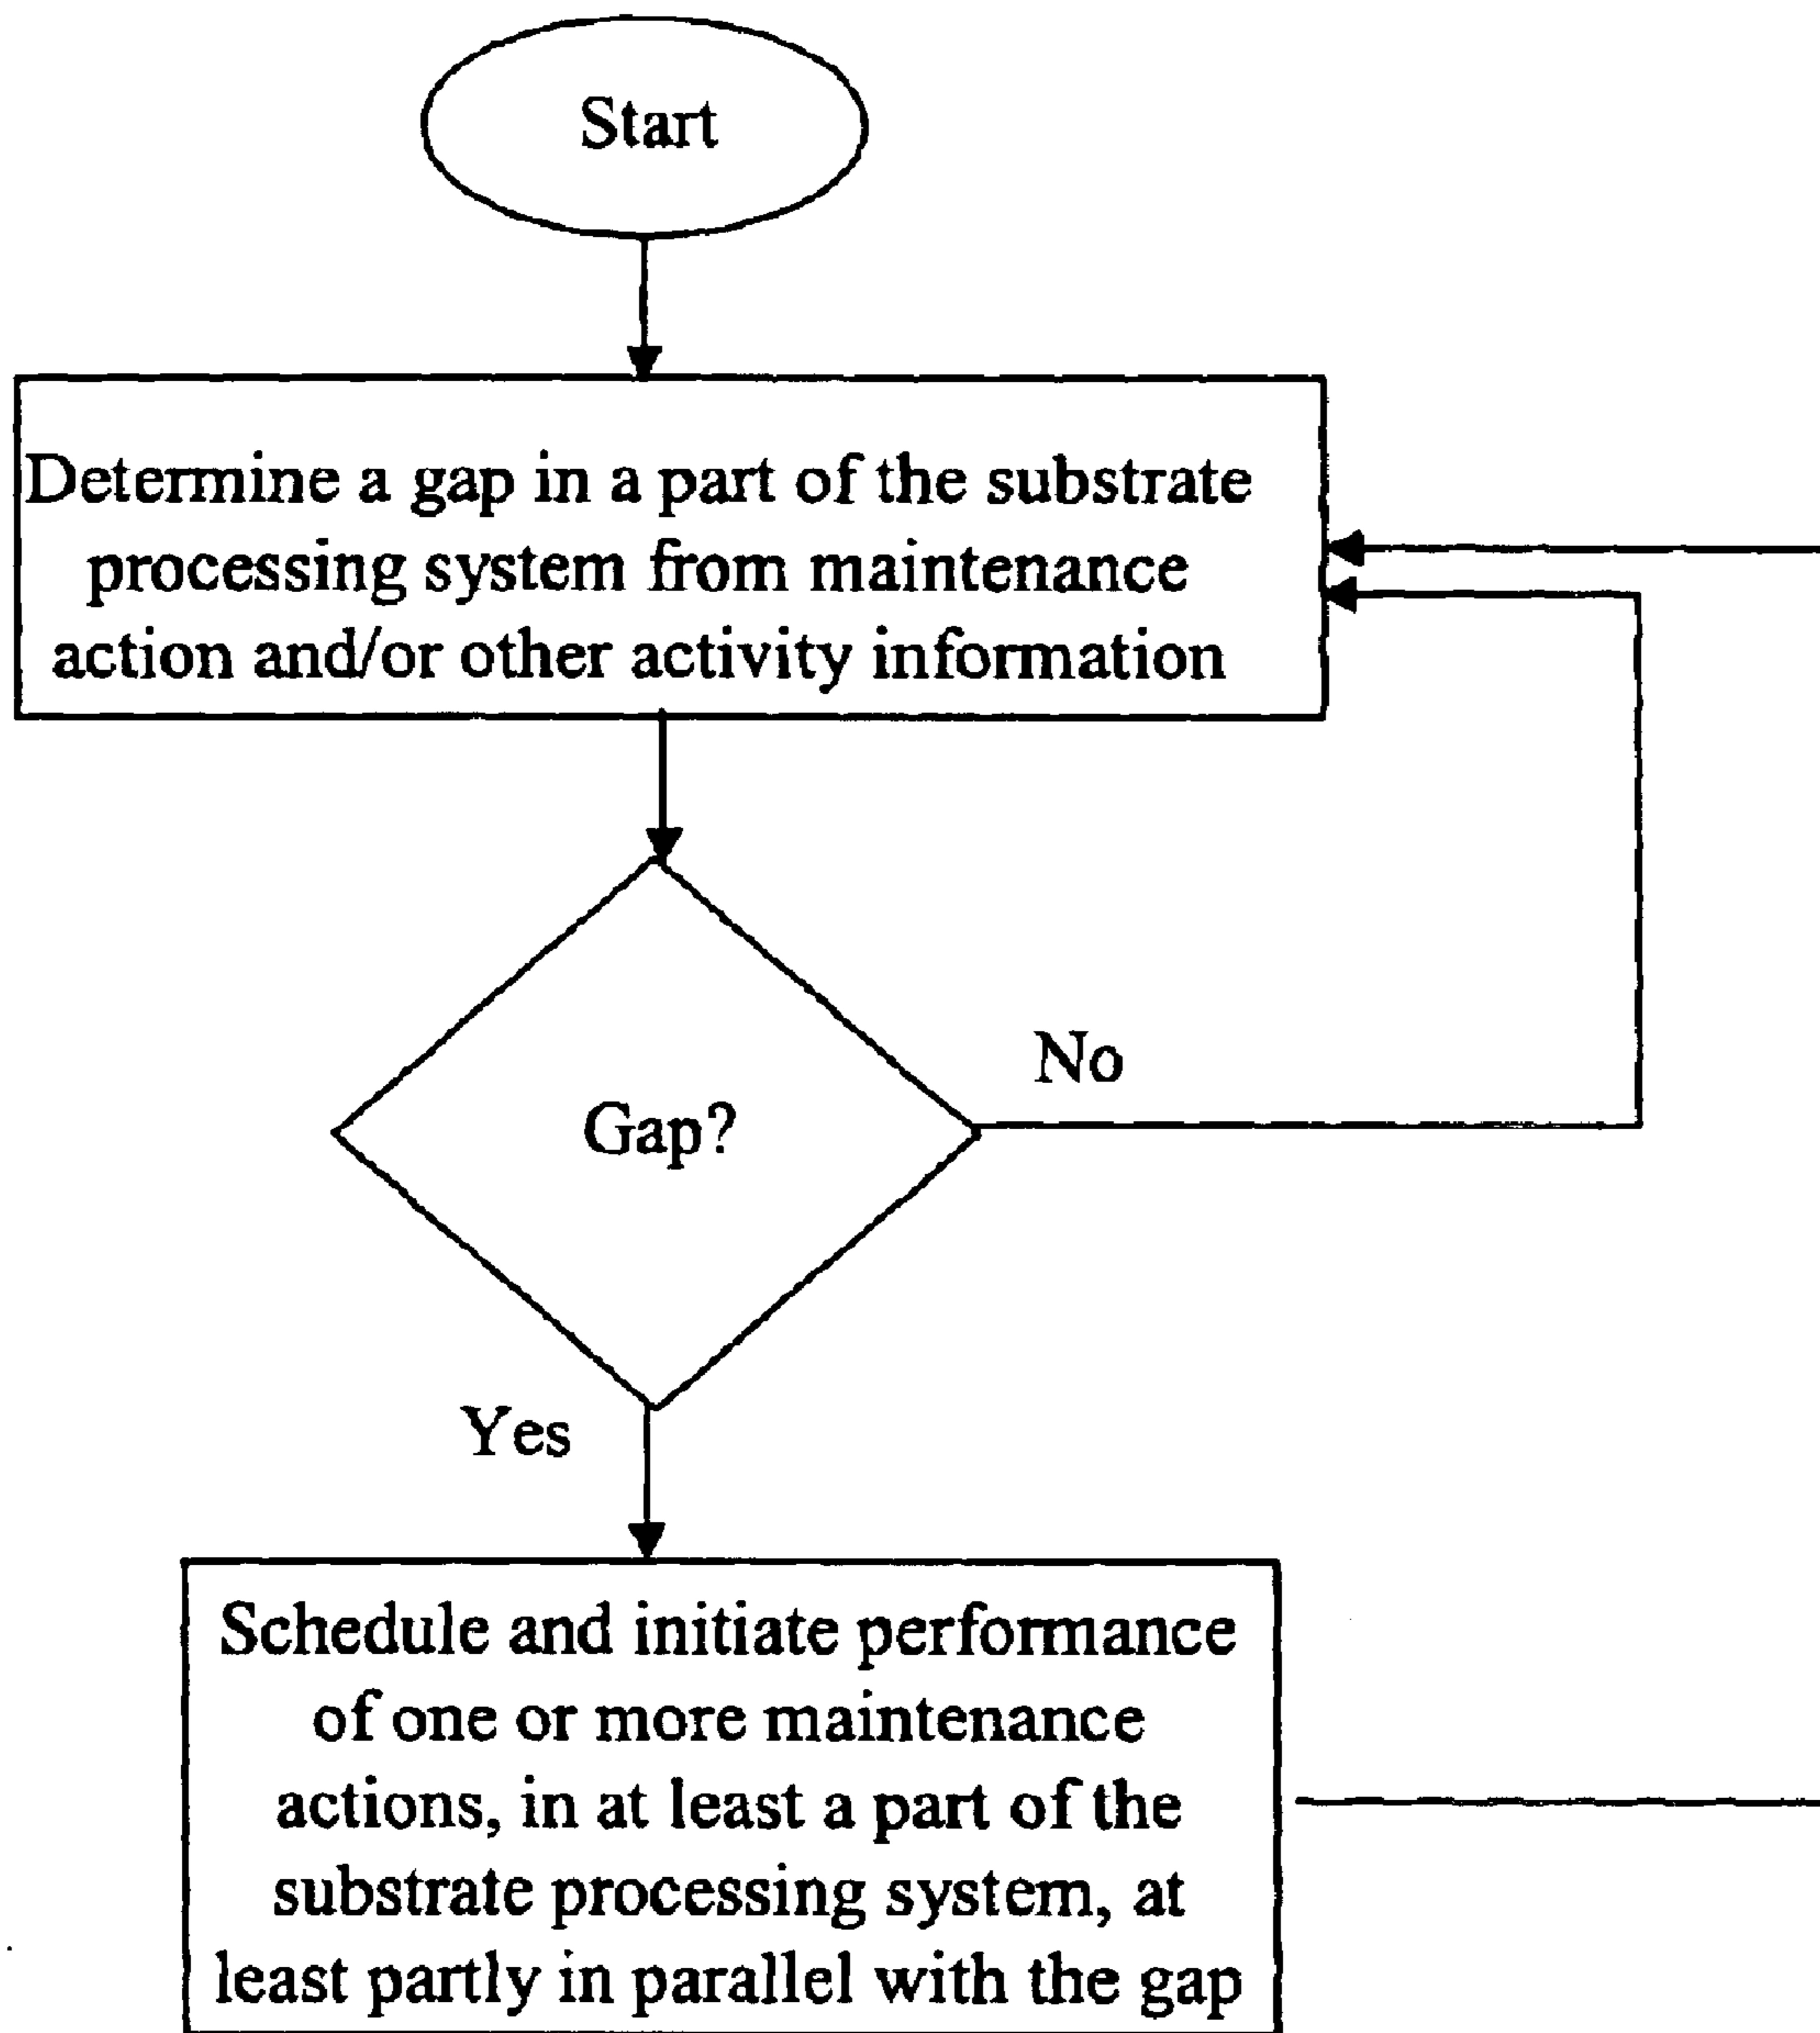 Start
Determine a gap in a part of the substrate
processing system from maintenance
action and/or other activity information
Gap?
No
Yes
Schedule and initiate performance
of one or more maintenance
actions, in at least a part of the
substrate processing system, at
least partly in parallel with the gap